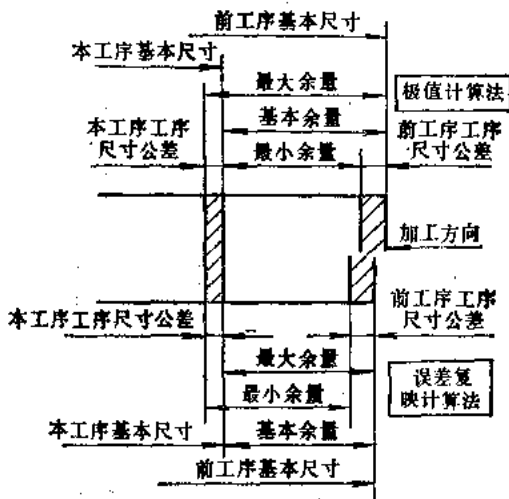 前工序基本尺寸
本工序基本尺寸
最大余量
极值计算法
基本余量
本工序工序
尺寸公差
最小余量
前工序工序
尺寸公差
加工方向
本工序工序尺寸公差
前工序工序
尺寸公差
最大余量
误差复
映计算法
最小余量
本工序基本尺寸
基本余量
前工序基本尺寸